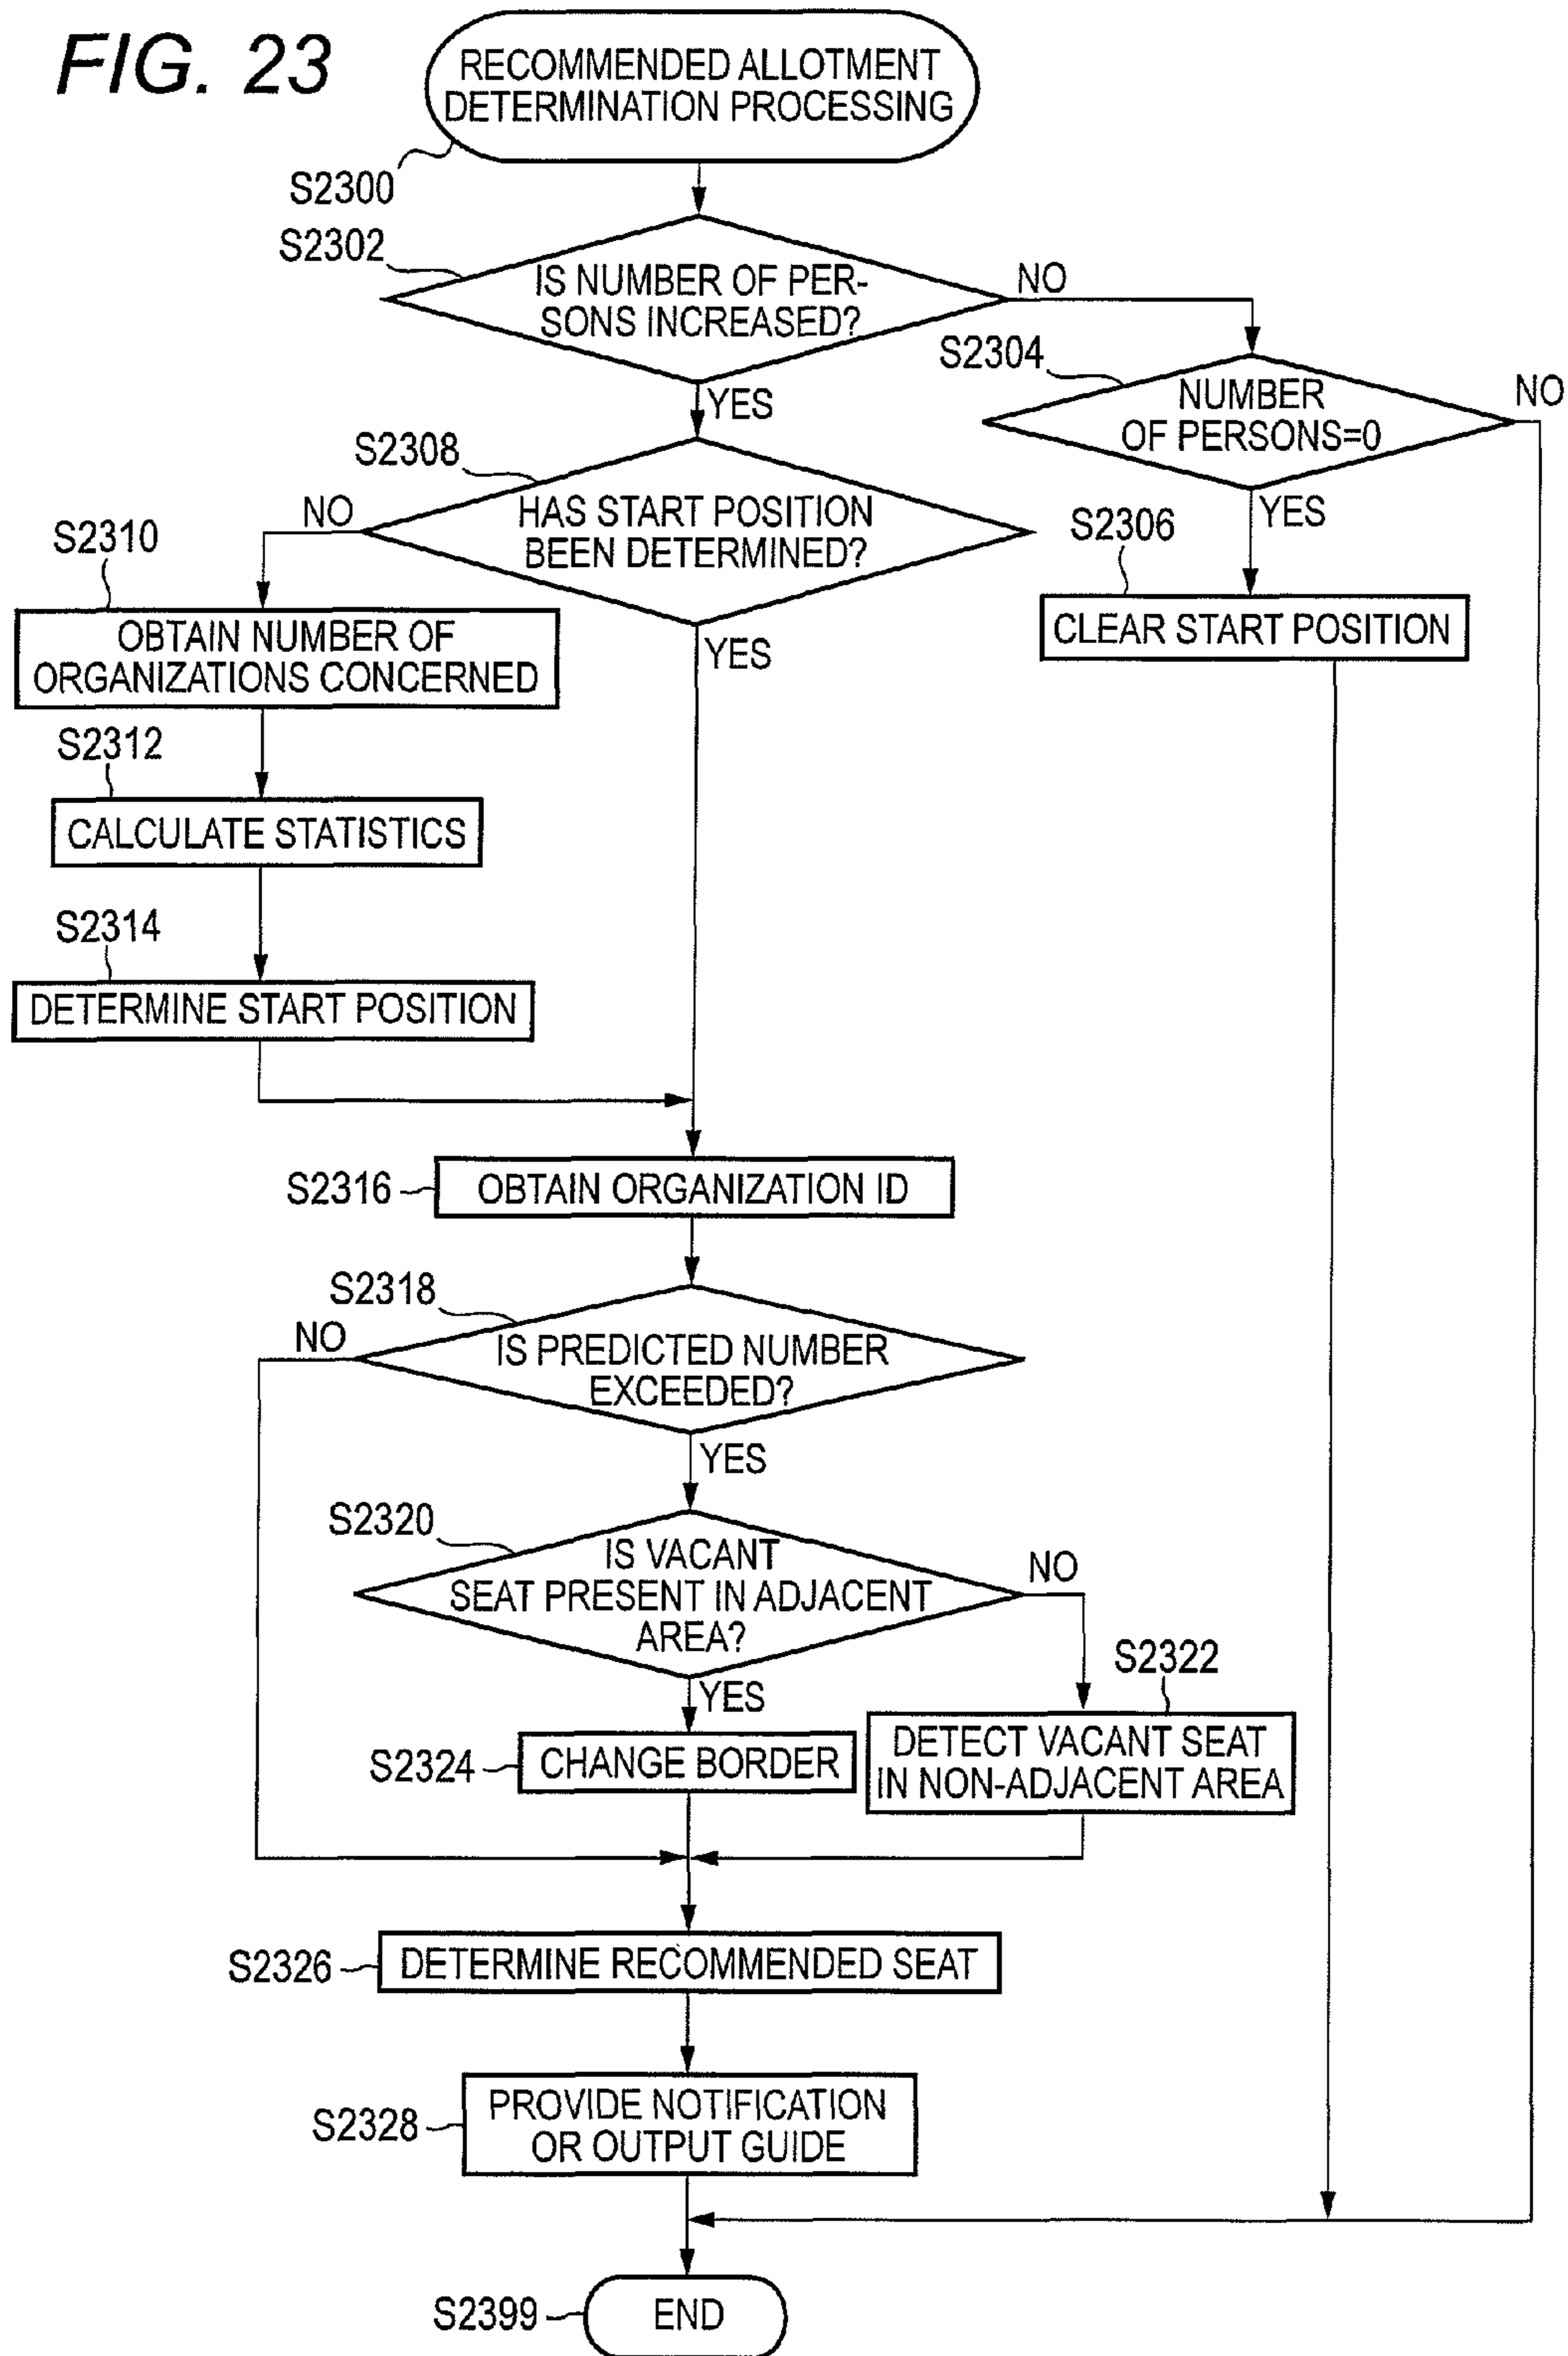 FIG. 23
RECOMMENDED ALLOTMENT
DETERMINATION PROCESSING
S2300
S2302
IS NUMBER OF PER-
SONS INCREASED?
NO
YES
S2304
NUMBER
OF PERSONS=0
NO
YES
S2306
CLEAR START POSITION
S2308
HAS START POSITION
BEEN DETERMINED?
NO
YES
S2310
OBTAIN NUMBER OF
ORGANIZATIONS CONCERNED
S2312
CALCULATE STATISTICS
S2314
DETERMINE START POSITION
S2316
OBTAIN ORGANIZATION ID
S2318
IS PREDICTED NUMBER
EXCEEDED?
NO
YES
S2320
IS VACANT
SEAT PRESENT IN ADJACENT
AREA?
NO
YES
S2322
DETECT VACANT SEAT
IN NON-ADJACENT AREA
S2324
CHANGE BORDER
S2326
DETERMINE RECOMMENDED SEAT
S2328
PROVIDE NOTIFICATION
OR OUTPUT GUIDE
S2399
END